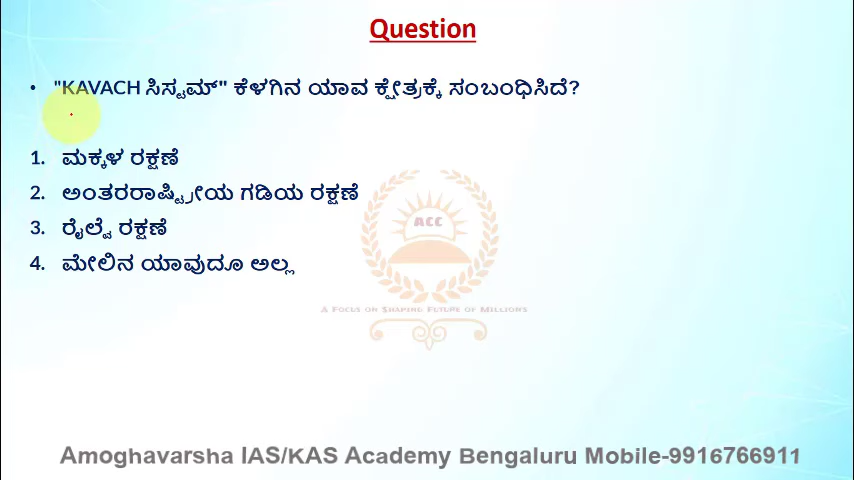 Question
• "KAVACH ಸಿಸ್ಟಮ್" ಕೆಳಗಿನ ಯಾವ ಕ್ಷೇತ್ರಕ್ಕೆ ಸಂಬಂಧಿಸಿದೆ?
1. ಮಕ್ಕಳ ರಕ್ಷಣೆ
2. ಅಂತರರಾಷ್ಟ್ರೀಯ ಗಡಿಯ ರಕ್ಷಣೆ
3. ರೈಲ್ವೆ ರಕ್ಷಣೆ
4. ಮೇಲಿನ ಯಾವುದೂ ಅಲ್ಲ
ACC
A Focus on Shaping Future of Millions
Amoghavarsha IAS/KAS Academy Bengaluru Mobile-9916766911